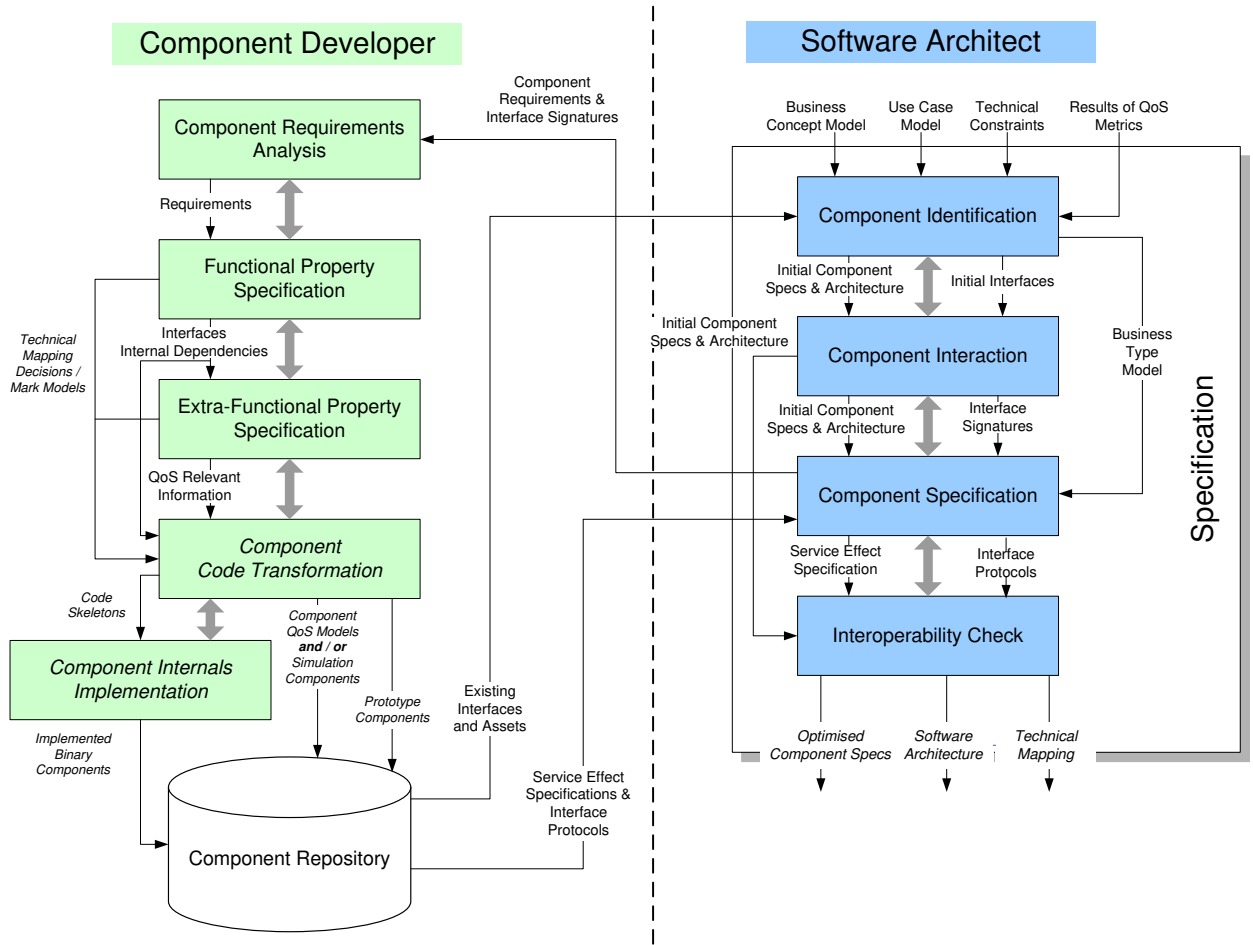 Component Developer
Software Architect
Component
Requirements &
Interface Signatures
Business
Concept Model
Use Case
Model
Technical
Constraints
Results of QoS
Metrics
Component Requirements
Analysis
Requirements
Functional Property
Specification
Technical
Mapping
Decisions /
Mark Models
Interfaces
Internal Dependencies
Extra-Functional Property
Specification
QoS Relevant
Information
Component
Code Transformation
Code
Skeletons
Component
QoS Models
and / or
Simulation
Components
Prototype
Components
Component Internals
Implementation
Implemented
Binary
Components
Component Repository
Existing
Interfaces
and Assets
Service Effect
Specifications &
Interface
Protocols
Component Identification
Initial Component
Specs & Architecture
Initial Interfaces
Initial Component
Specs & Architecture
Component Interaction
Business
Type
Model
Initial Component
Specs & Architecture
Interface
Signatures
Component Specification
Service Effect
Specification
Interface
Protocols
Interoperability Check
Optimised
Component Specs
Software
Architecture
Technical
Mapping
Specification